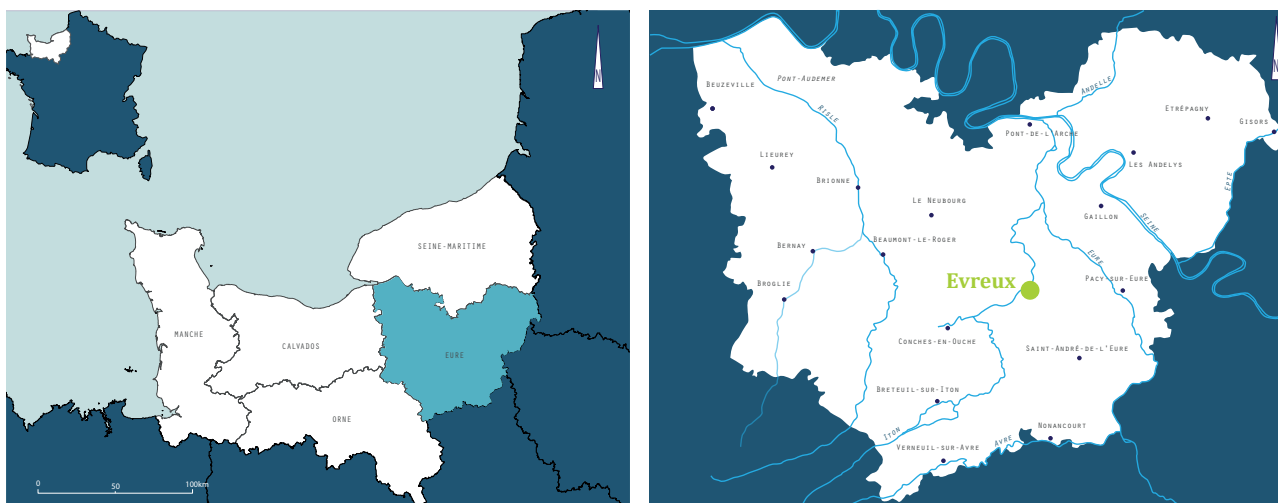 N
SEINE-MARITIME
MANCHE
CALVADOS
EURE
ORNE
0
50
100km
N
Beuzeville
Pont-Audemer
Risle
Andelle
Etrépagny
Gisors
Pont-de-l'Arche
Lieurey
Les Andelys
Brionne
Epte
Le Neubourg
Gaillon
Seine
Bernay
Beaumont-le-Roger
Eure
Broglie
Evreux
Pacy-sur-Eure
Conches-en-Ouche
Saint-André-de-l'Eure
Breteuil-sur-Iton
Iton
Nonancourt
Avre
Verneuil-sur-Avre